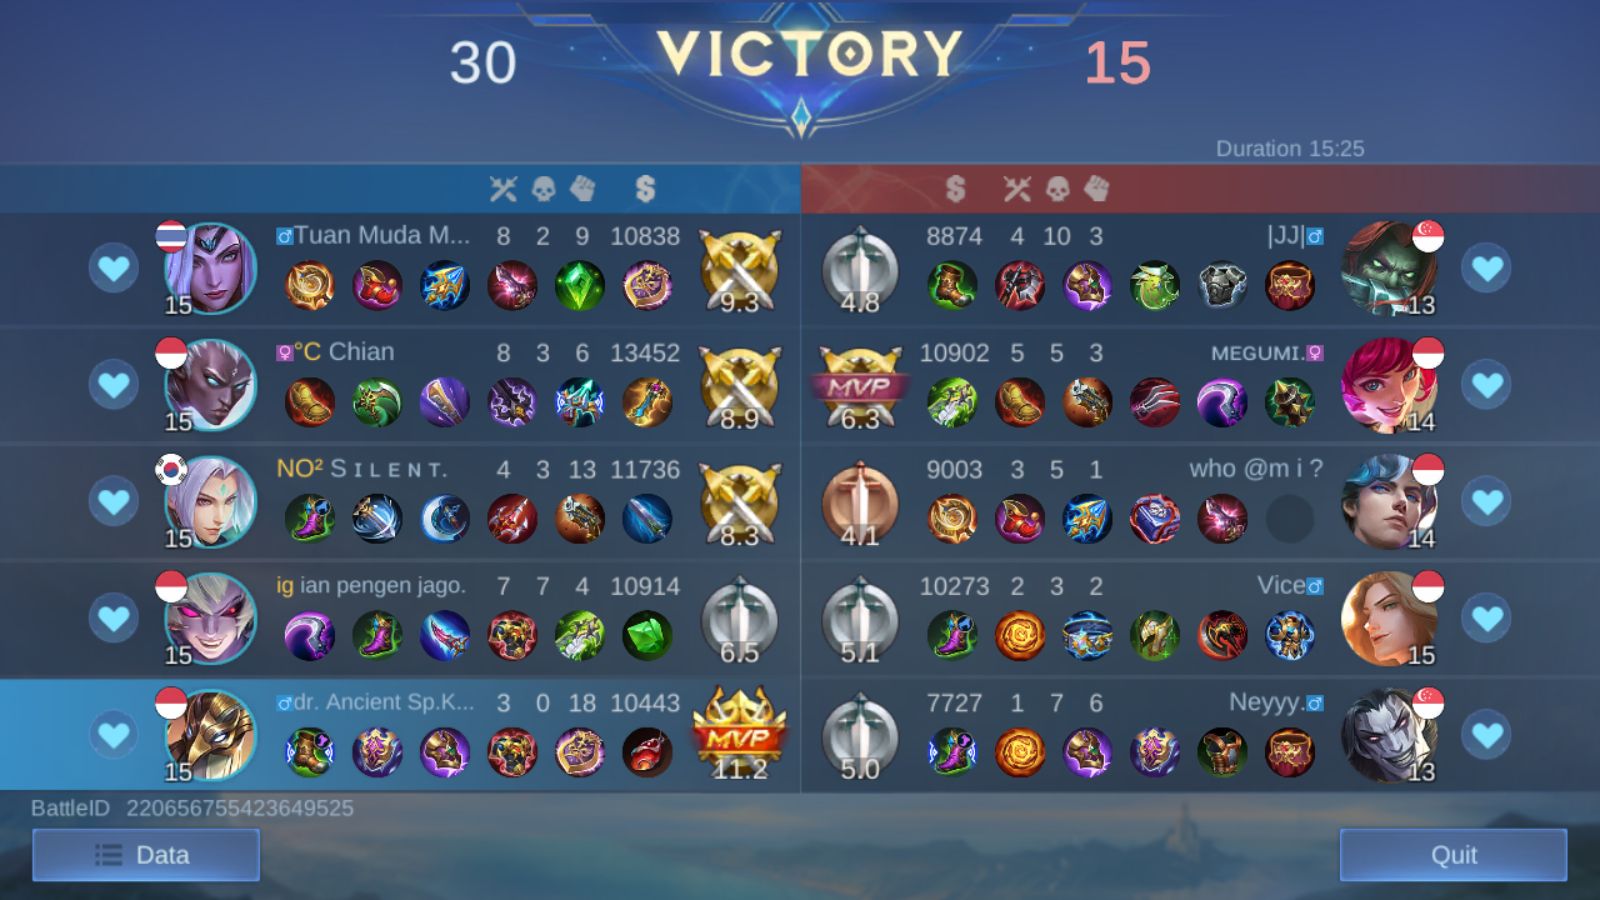 30 VICTORY 15
Duration 15:25
Tuan Muda M... 8 2 9 10838 9.3
15
4.8 8874 4 10 3 |JJ|
13
°C Chian 8 3 6 13452 8.9
15
MVP 6.3 10902 5 5 3 MEGUMI.
14
NO² SILENT. 4 3 13 11736 8.3
15
4.1 9003 3 5 1 who @m i ?
14
ig ian pengen jago. 7 7 4 10914 6.5
15
5.1 10273 2 3 2 Vice
15
dr. Ancient Sp.K... 3 0 18 10443 MVP 11.2
15
5.0 7727 1 7 6 Neyyy.
13
BattleID 220656755423649525
Data
Quit